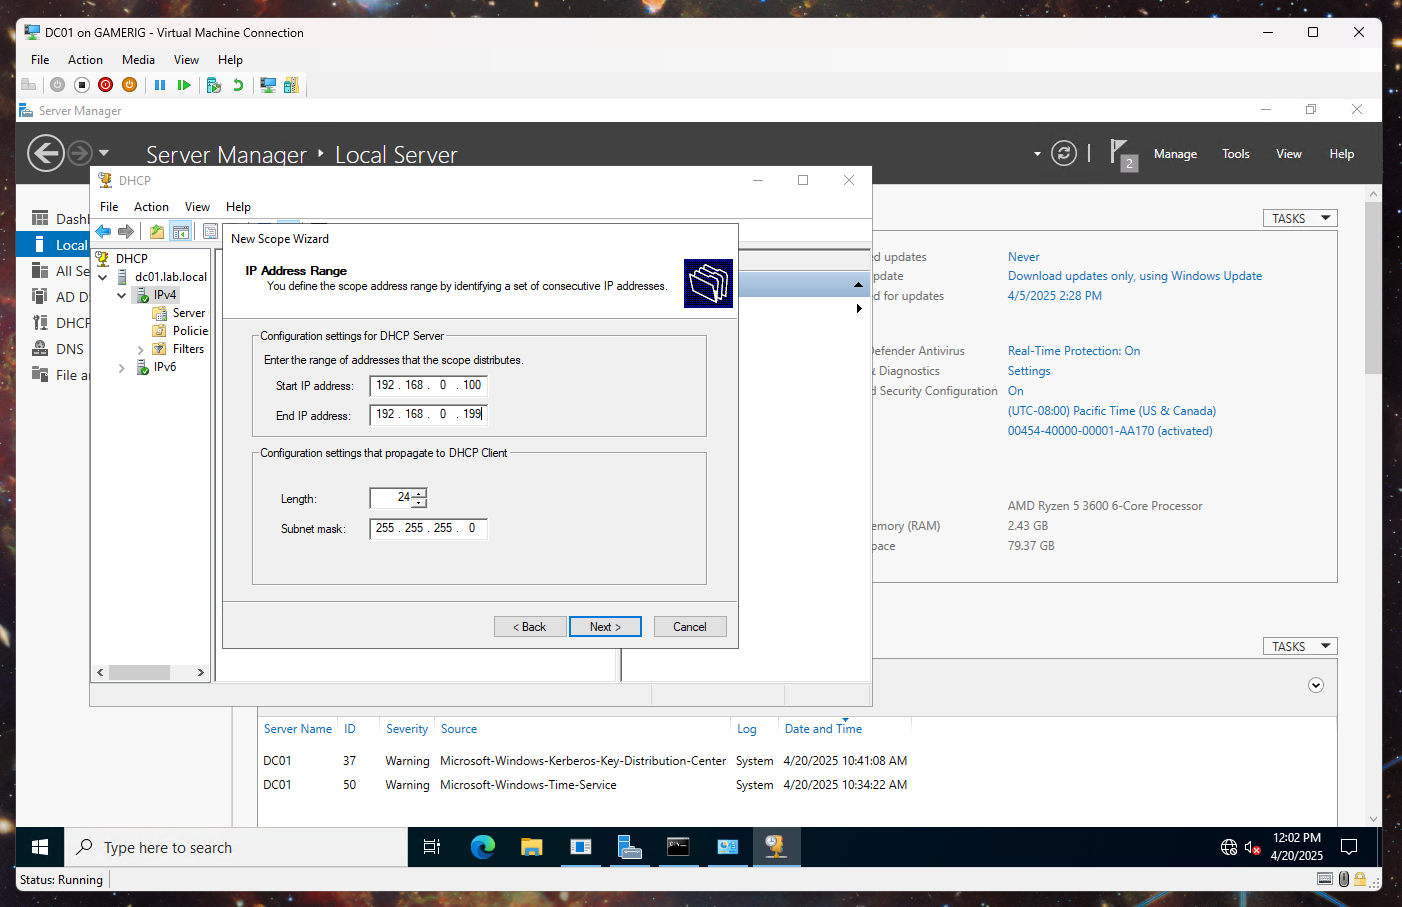 DC01 on GAMERIG - Virtual Machine Connection
File Action Media View Help
Server Manager
Server Manager ‣ Local Server
2
Manage Tools View Help
DHCP
File Action View Help
Dash
Local
All Se
AD D
DHCP
DNS
File a
DHCP
dc01.lab.local
IPv4
Server
Policie
Filters
IPv6
New Scope Wizard
IP Address Range
You define the scope address range by identifying a set of consecutive IP addresses.
Configuration settings for DHCP Server
Enter the range of addresses that the scope distributes.
Start IP address: 192 . 168 . 0 . 100
End IP address: 192 . 168 . 0 . 199
Configuration settings that propagate to DHCP Client
Length: 24
Subnet mask: 255 . 255 . 255 . 0
< Back Next > Cancel
TASKS
ed updates Never
pdate Download updates only, using Windows Update
ed for updates 4/5/2025 2:28 PM
Defender Antivirus Real-Time Protection: On
& Diagnostics Settings
d Security Configuration On
(UTC-08:00) Pacific Time (US & Canada)
00454-40000-00001-AA170 (activated)
AMD Ryzen 5 3600 6-Core Processor
emory (RAM) 2.43 GB
pace 79.37 GB
TASKS
Server Name ID Severity Source Log Date and Time
DC01 37 Warning Microsoft-Windows-Kerberos-Key-Distribution-Center System 4/20/2025 10:41:08 AM
DC01 50 Warning Microsoft-Windows-Time-Service System 4/20/2025 10:34:22 AM
Type here to search
12:02 PM
4/20/2025
Status: Running